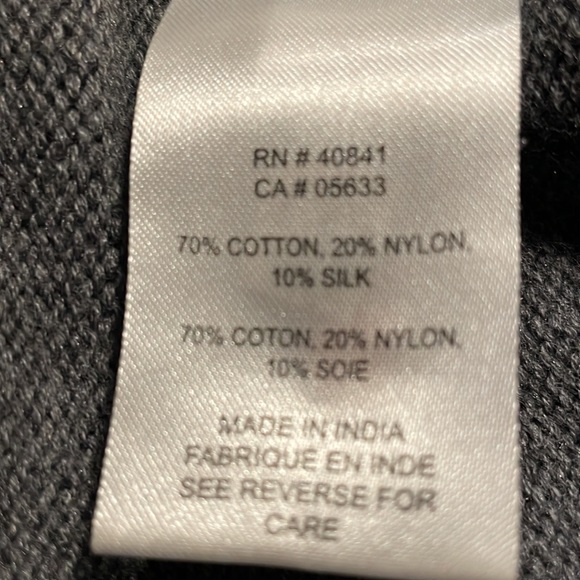 RN # 40841
CA # 05633
70% COTTON, 20% NYLON,
10% SILK
70% COTON, 20% NYLON,
10% SOIE
MADE IN INDIA
FABRIQUE EN INDE
SEE REVERSE FOR
CARE